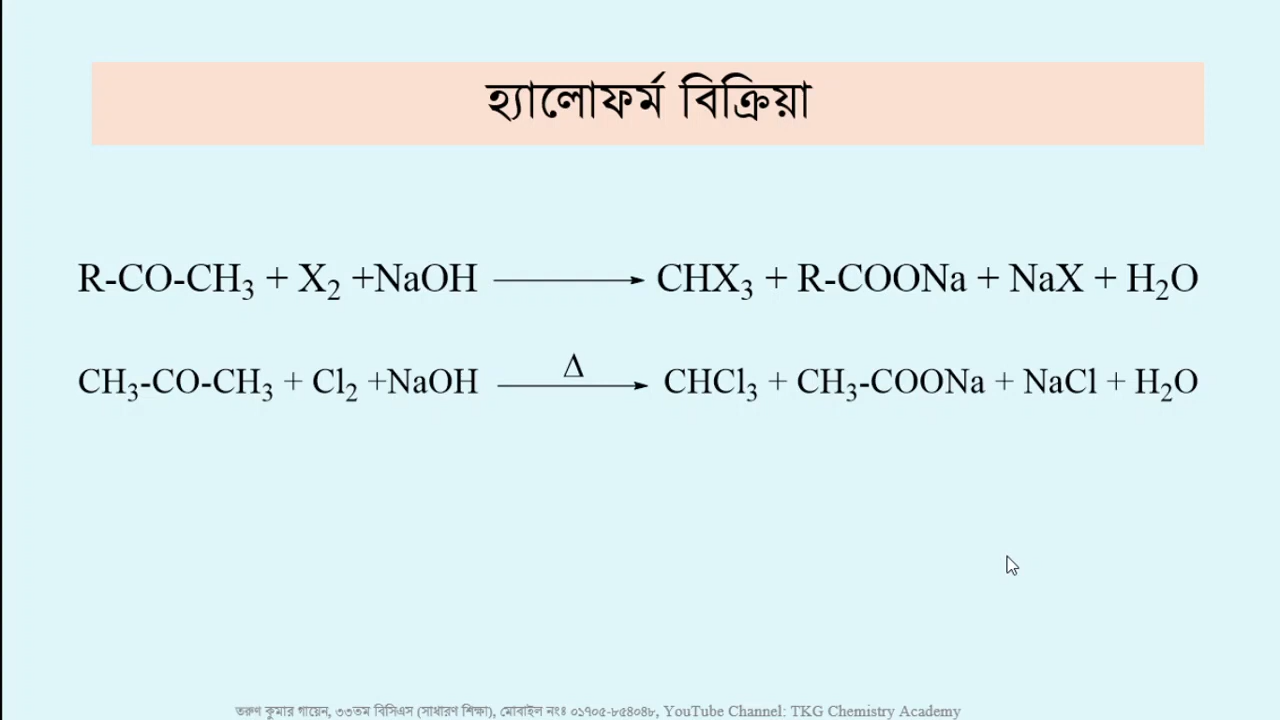 হ্যালোফর্ম বিক্রিয়া
R-CO-CH₃ + X₂ +NaOH ⟶ CHX₃ + R-COONa + NaX + H₂O
CH₃-CO-CH₃ + Cl₂ +NaOH Δ⟶ CHCl₃ + CH₃-COONa + NaCl + H₂O
তরুণ কুমার গায়েন, ৩৩তম বিসিএস (সাধারণ শিক্ষা), মোবাইল নংঃ ০১৭০৫-৮৫৪০৪৮, YouTube Channel: TKG Chemistry Academy